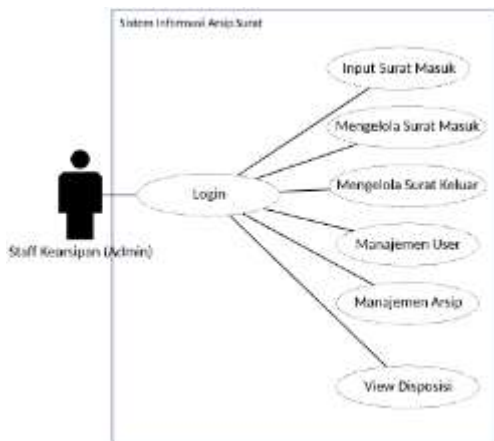 Sistem Informasi Arsip Surat
Input Surat Masuk
Mengelola Surat Masuk
Mengelola Surat Keluar
Login
Staff Kearsipan (Admin)
Manajemen User
Manajemen Arsip
View Disposisi